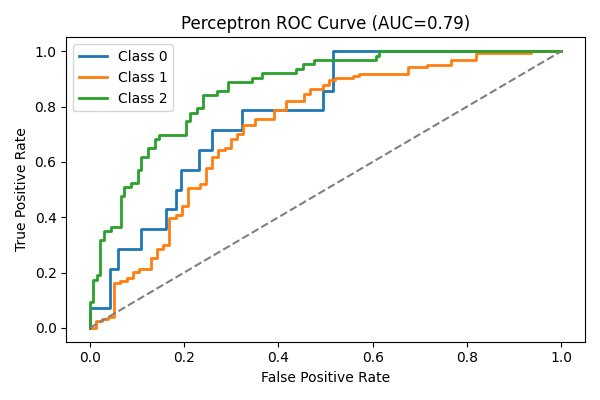 Perceptron ROC Curve (AUC=0.79)
Class 0
Class 1
Class 2
True Positive Rate
1.0
0.8
0.6
0.4
0.2
0.0
0.0 0.2 0.4 0.6 0.8 1.0
False Positive Rate